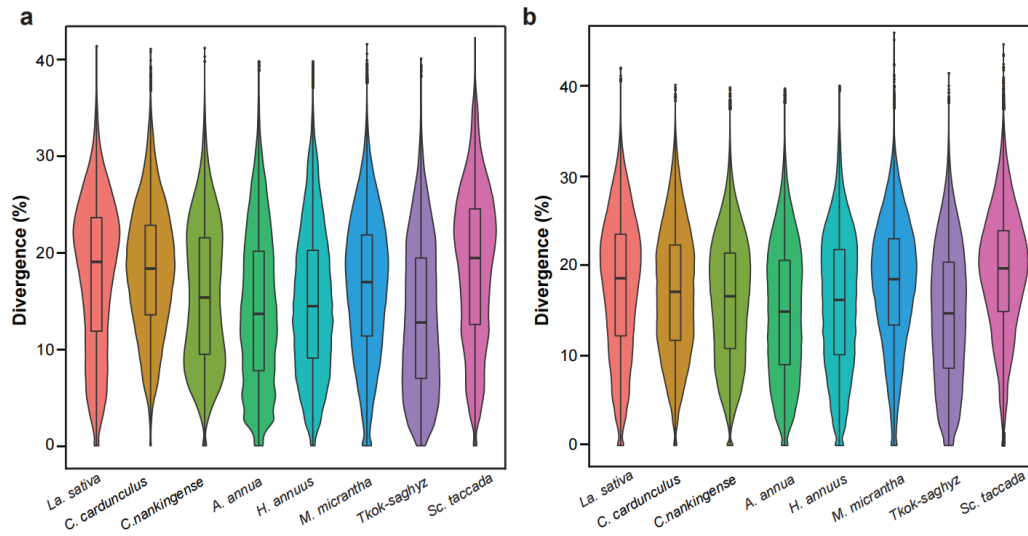 a
Divergence (%)
40
30
20
10
0
La. sativa
C. cardunculus
C.nankingense
A. annua
H. annuus
M. micrantha
Tkok-saghyz
Sc. taccada
b
Divergence (%)
40
30
20
10
0
La. sativa
C. cardunculus
C.nankingense
A. annua
H. annuus
M. micrantha
Tkok-saghyz
Sc. taccada